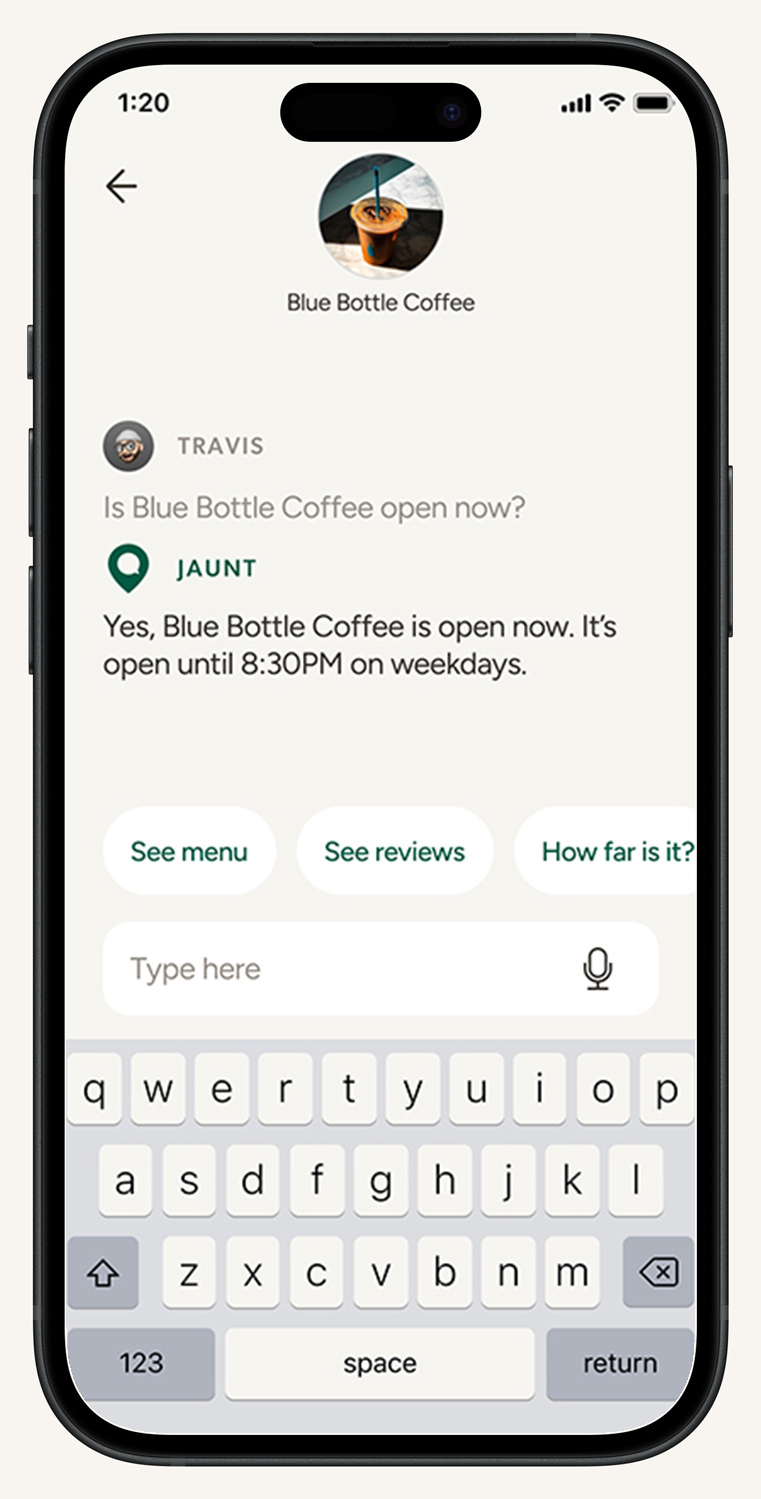 1:20
Blue Bottle Coffee
TRAVIS
Is Blue Bottle Coffee open now?
JAUNT
Yes, Blue Bottle Coffee is open now. It’s
open until 8:30PM on weekdays.
See menu See reviews How far is it?
Type here
q w e r t y u i o p
a s d f g h j k l
z x c v b n m
123 space return